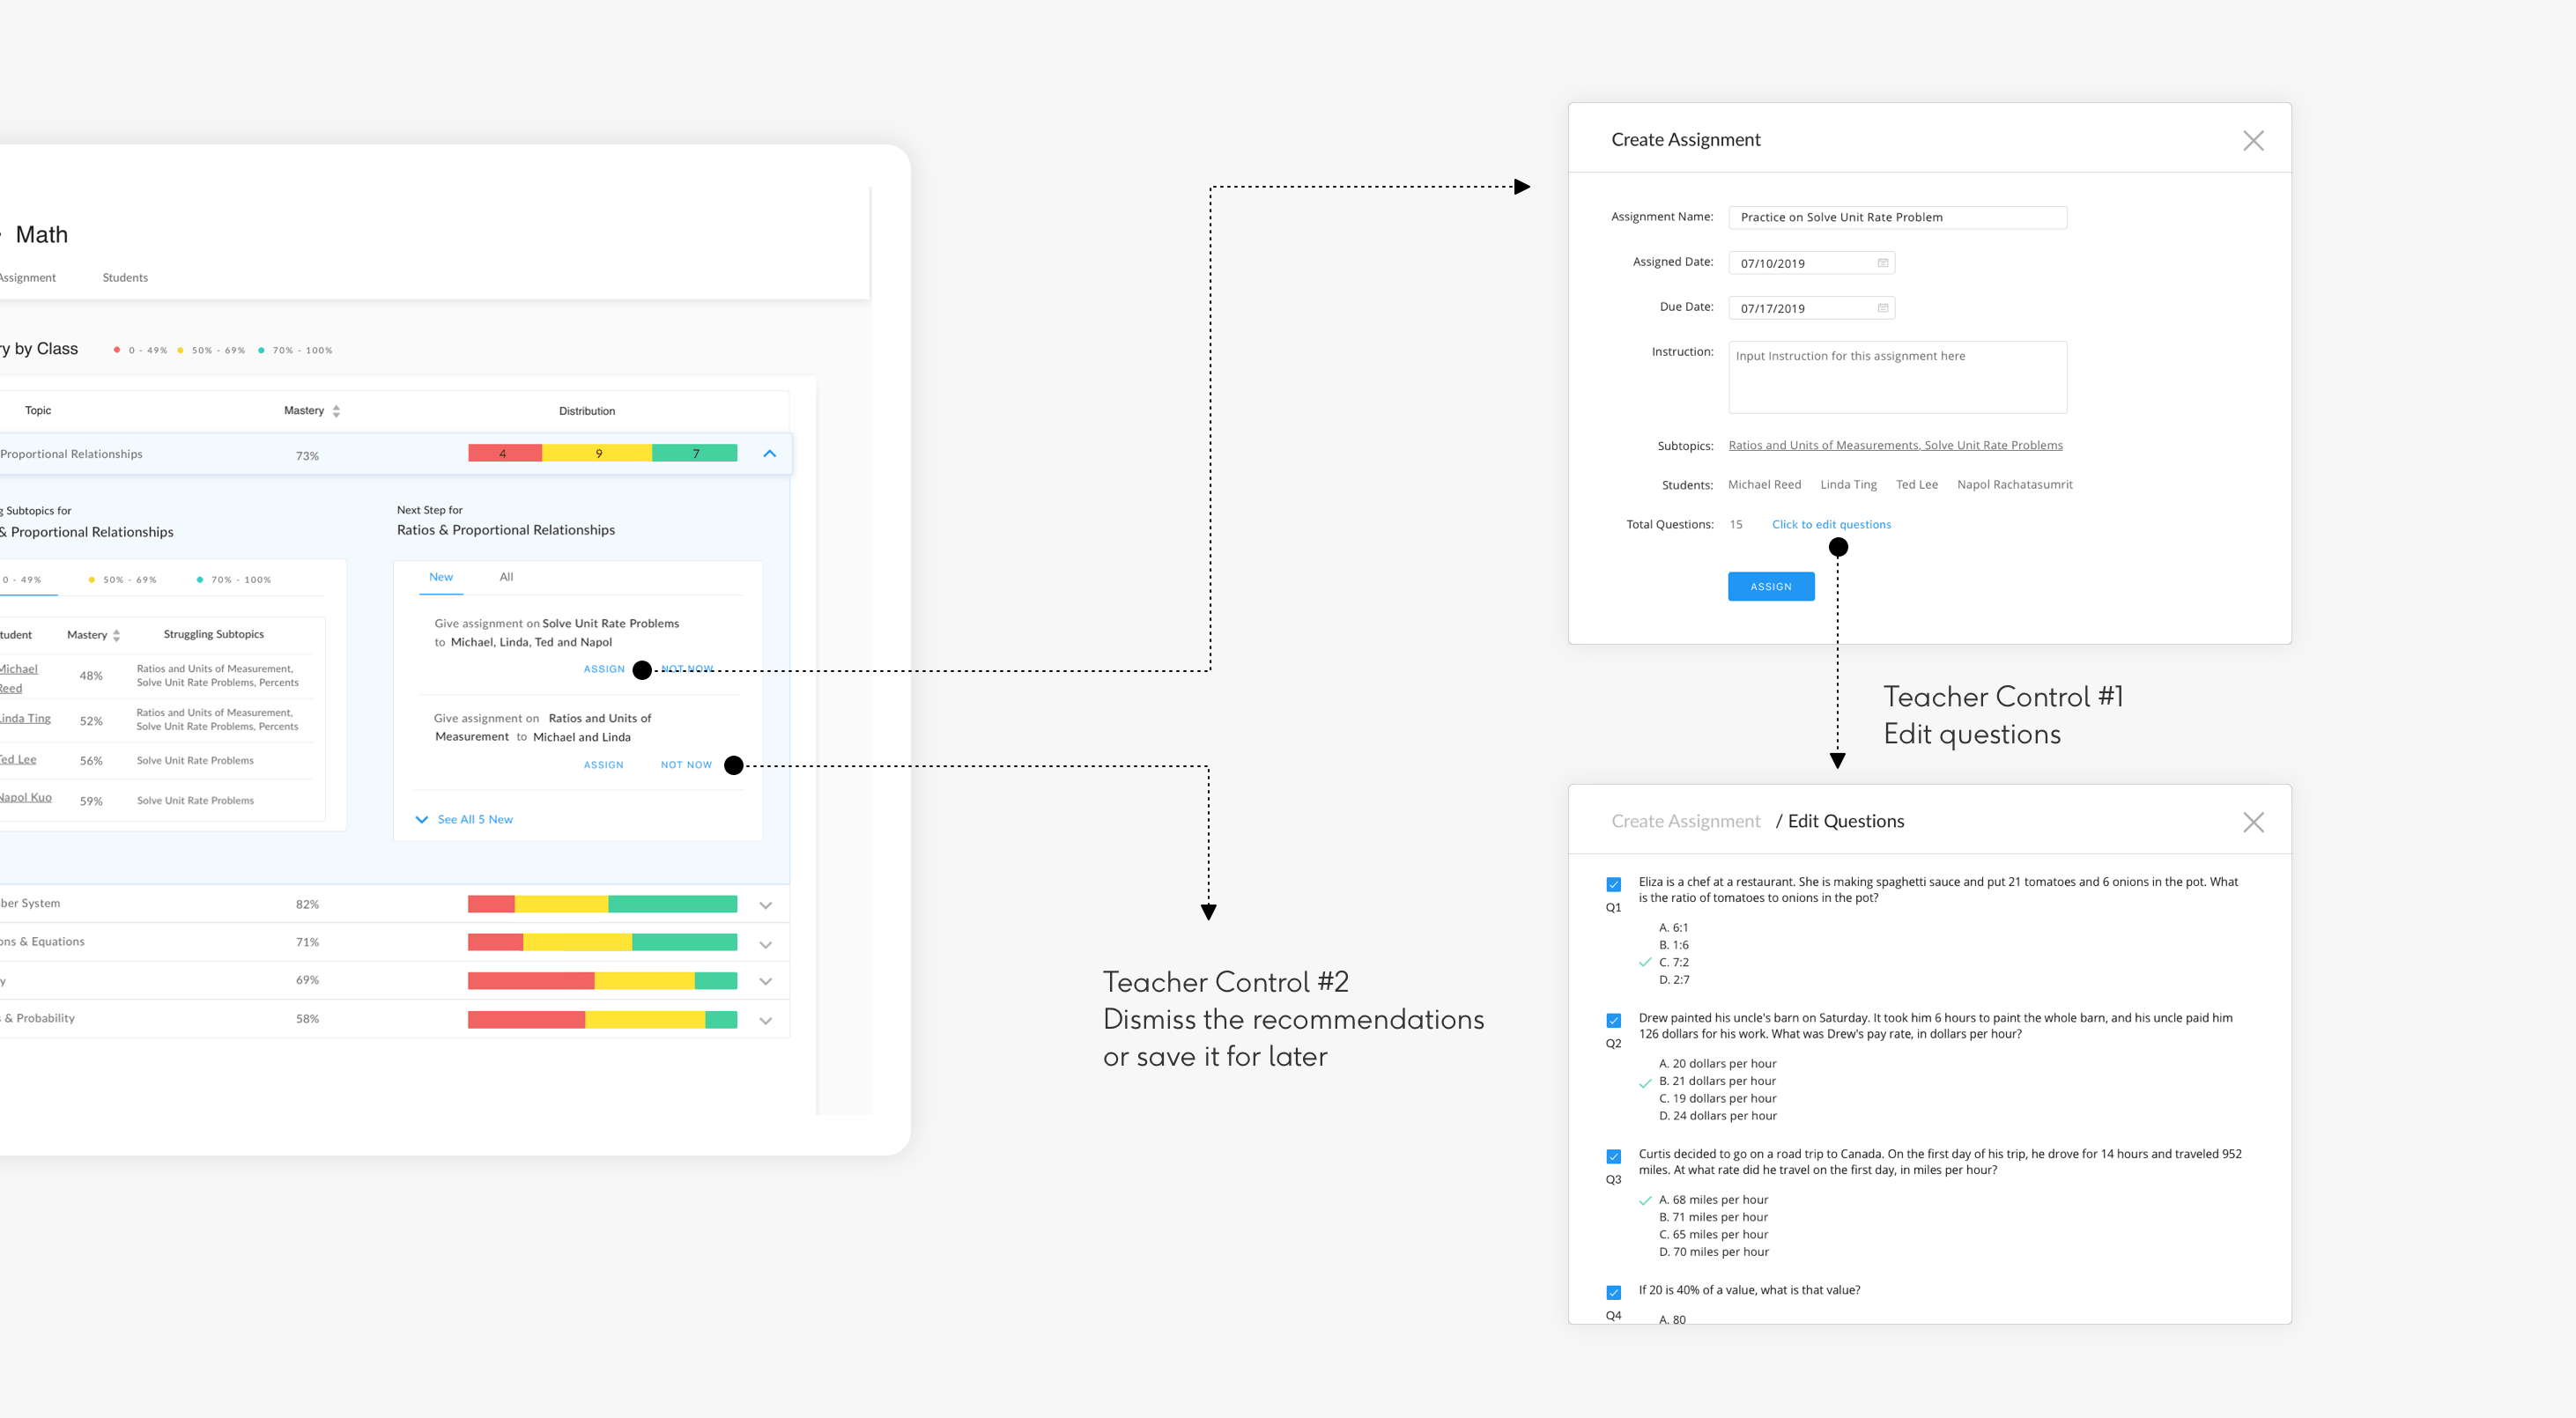 Math
Assignment
Students
y by Class
0 - 49%
50% - 69%
70% - 100%
Topic
Mastery
Distribution
Proportional Relationships
73%
4
9
7
g Subtopics for
& Proportional Relationships
0 - 49%
50% - 69%
70% - 100%
tudent
Mastery
Struggling Subtopics
Michael
Reed
48%
Ratios and Units of Measurement,
Solve Unit Rate Problems, Percents
Linda Ting
52%
Ratios and Units of Measurement,
Solve Unit Rate Problems, Percents
Ted Lee
56%
Solve Unit Rate Problems
Napol Kuo
59%
Solve Unit Rate Problems
Next Step for
Ratios & Proportional Relationships
New
All
Give assignment on Solve Unit Rate Problems
to Michael, Linda, Ted and Napol
ASSIGN
NOT NOW
Give assignment on Ratios and Units of
Measurement to Michael and Linda
ASSIGN
NOT NOW
See All 5 New
ber System
82%
ons & Equations
71%
y
69%
s & Probability
58%
Teacher Control #2
Dismiss the recommendations
or save it for later
Create Assignment
Assignment Name:
Practice on Solve Unit Rate Problem
Assigned Date:
07/10/2019
Due Date:
07/17/2019
Instruction:
Input Instruction for this assignment here
Subtopics:
Ratios and Units of Measurements, Solve Unit Rate Problems
Students:
Michael Reed
Linda Ting
Ted Lee
Napol Rachatasumrit
Total Questions:
15
Click to edit questions
ASSIGN
Teacher Control #1
Edit questions
Create Assignment / Edit Questions
Q1
Eliza is a chef at a restaurant. She is making spaghetti sauce and put 21 tomatoes and 6 onions in the pot. What
is the ratio of tomatoes to onions in the pot?
A. 6:1
B. 1:6
C. 7:2
D. 2:7
Q2
Drew painted his uncle's barn on Saturday. It took him 6 hours to paint the whole barn, and his uncle paid him
126 dollars for his work. What was Drew's pay rate, in dollars per hour?
A. 20 dollars per hour
B. 21 dollars per hour
C. 19 dollars per hour
D. 24 dollars per hour
Q3
Curtis decided to go on a road trip to Canada. On the first day of his trip, he drove for 14 hours and traveled 952
miles. At what rate did he travel on the first day, in miles per hour?
A. 68 miles per hour
B. 71 miles per hour
C. 65 miles per hour
D. 70 miles per hour
Q4
If 20 is 40% of a value, what is that value?
A. 80